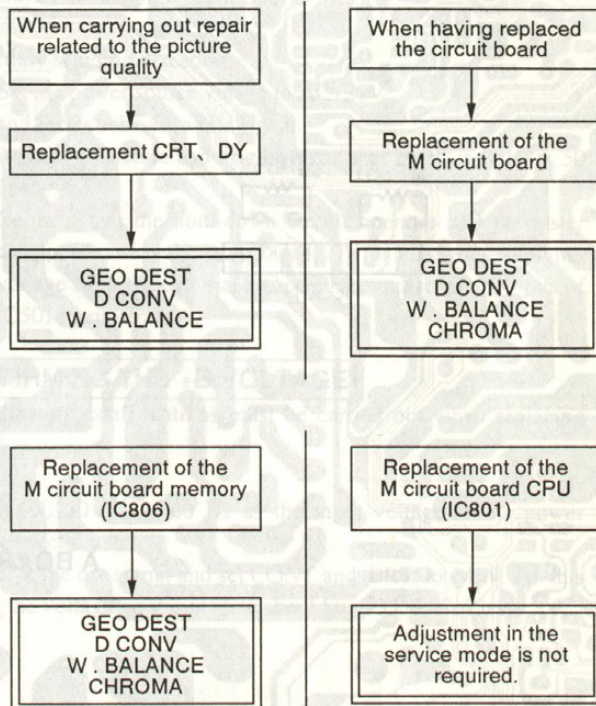 When carrying out repair
related to the picture
quality
Replacement CRT、DY
GEO DEST
D CONV
W . BALANCE
When having replaced
the circuit board
Replacement of the
M circuit board
GEO DEST
D CONV
W . BALANCE
CHROMA
Replacement of the
M circuit board memory
(IC806)
GEO DEST
D CONV
W . BALANCE
CHROMA
Replacement of the
M circuit board CPU
(IC801)
Adjustment in the
service mode is not
required.